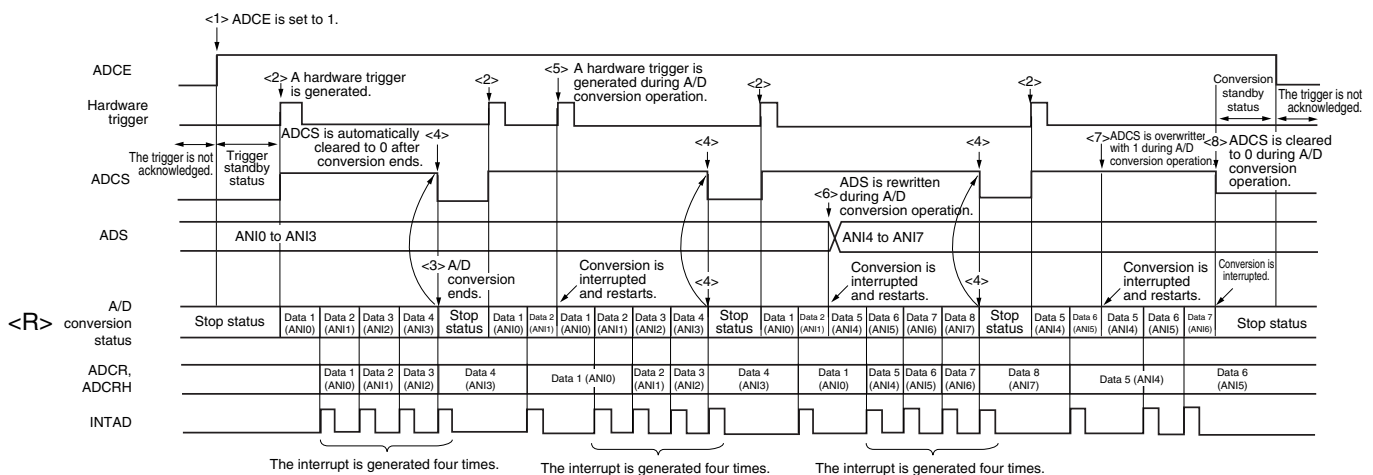 <1> ADCE is set to 1.
ADCE
<2> A hardware trigger
is generated.
<2>
<5> A hardware trigger is
generated during A/D
conversion operation.
<2>
<2>
Conversion
standby
status
The trigger is not
acknowledged.
Hardware
trigger
The trigger is not
acknowledged.
Trigger
standby
status
ADCS is automatically
cleared to 0 after
conversion ends.
<4>
<4>
<4>
<7> ADCS is overwritter
with 1 during A/D
conversion operation
<8> ADCS is cleared
to 0 during A/D
conversion
operation.
ADCS
<6> ADS is rewritten
during A/D
conversion operation.
ADS
ANI0 to ANI3
ANI4 to ANI7
<3> A/D
conversion
ends.
Conversion is
interrupted
and restarts.
<4>
Conversion is
interrupted
and restarts.
<4>
Conversion is
interrupted
and restarts.
Conversion is
interrupted.
<R>
A/D
conversion
status
Stop status
Data 1 (ANI0)
Data 2 (ANI1)
Data 3 (ANI2)
Data 4 (ANI3)
Stop status
Data 1 (ANI0)
Data 2 (ANI1)
Data 1 (ANI0)
Data 2 (ANI1)
Data 3 (ANI2)
Data 4 (ANI3)
Stop status
Data 1 (ANI0)
Data 2 (ANI1)
Data 5 (ANI4)
Data 6 (ANI5)
Data 7 (ANI6)
Data 8 (ANI7)
Stop status
Data 5 (ANI4)
Data 6 (ANI5)
Data 5 (ANI4)
Data 6 (ANI5)
Data 7 (ANI6)
Stop status
ADCR,
ADCRH
Data 1 (ANI0)
Data 2 (ANI1)
Data 3 (ANI2)
Data 4 (ANI3)
Data 1 (ANI0)
Data 2 (ANI1)
Data 3 (ANI2)
Data 4 (ANI3)
Data 1 (ANI0)
Data 5 (ANI4)
Data 6 (ANI5)
Data 7 (ANI6)
Data 8 (ANI7)
Data 5 (ANI4)
Data 6 (ANI5)
INTAD
The interrupt is generated four times.
The interrupt is generated four times.
The interrupt is generated four times.